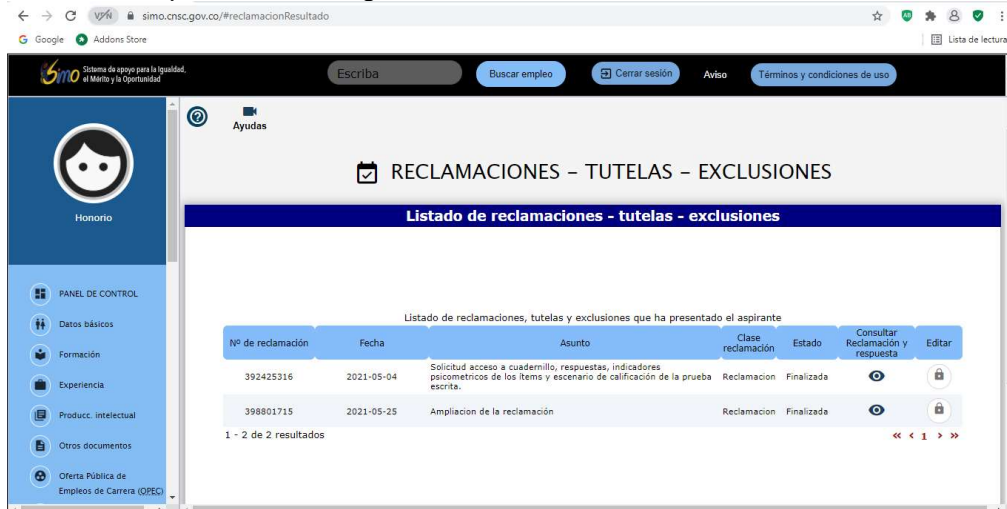 simo.cnsc.gov.co/#reclamacionResultado
Google
Addons Store
Lista de lectura
Simo
Sistema de apoyo para la Igualdad,
el Mérito y la Oportunidad
Escriba
Buscar empleo
Cerrar sesión
Aviso
Términos y condiciones de uso
Ayudas
RECLAMACIONES – TUTELAS – EXCLUSIONES
Honorio
Listado de reclamaciones - tutelas - exclusiones
PANEL DE CONTROL
Datos básicos
Formación
Experiencia
Producc. intelectual
Otros documentos
Oferta Pública de
Empleos de Carrera (OPEC)
Listado de reclamaciones, tutelas y exclusiones que ha presentado el aspirante
Nº de reclamación
Fecha
Asunto
Clase
reclamación
Estado
Consultar
Reclamación y
respuesta
Editar
392425316
2021-05-04
Solicitud acceso a cuadernillo, respuestas, indicadores
psicometricos de los ítems y escenario de calificación de la prueba
escrita.
Reclamacion
Finalizada
398801715
2021-05-25
Ampliacion de la reclamación
Reclamacion
Finalizada
1 - 2 de 2 resultados
« ‹ 1 › »